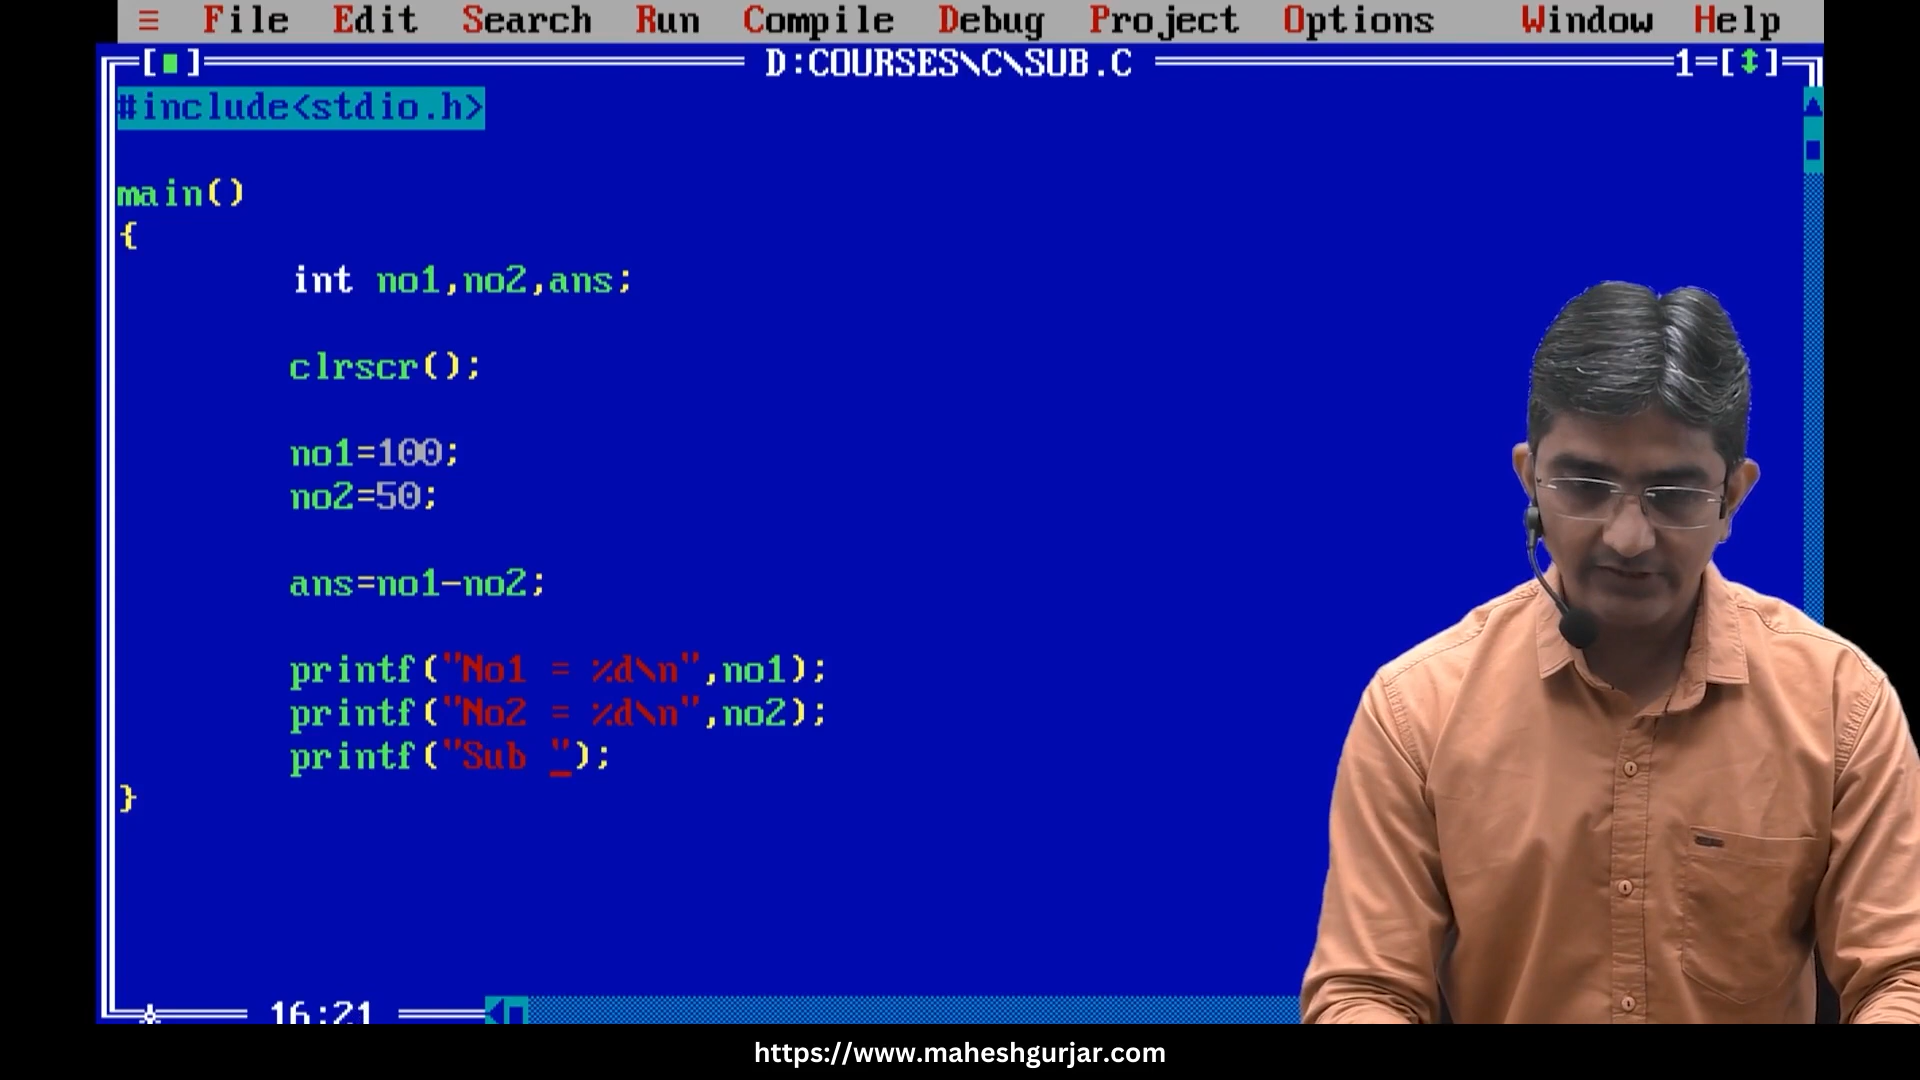 ≡ File Edit Search Run Compile Debug Project Options Window Help
[■] D:COURSES\C\SUB.C 1=[↕]
#include<stdio.h>
main()
{
int no1,no2,ans;
clrscr();
no1=100;
no2=50;
ans=no1-no2;
printf("No1 = %d\n",no1);
printf("No2 = %d\n",no2);
printf("Sub _");
}
16:21
https://www.maheshgurjar.com